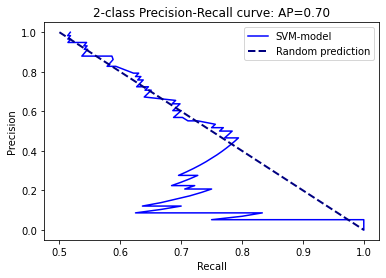 2-class Precision-Recall curve: AP=0.70
SVM-model
Random prediction
Precision
1.0
0.8
0.6
0.4
0.2
0.0
0.5
0.6
0.7
0.8
0.9
1.0
Recall